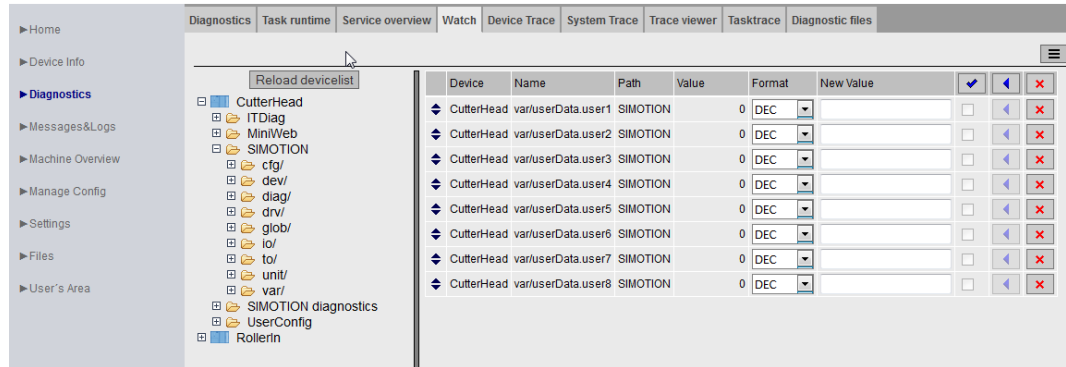 Diagnostics Task runtime Service overview Watch Device Trace System Trace Trace viewer Tasktrace Diagnostic files
Home
Device Info
Diagnostics
Messages&Logs
Machine Overview
Manage Config
Settings
Files
User´s Area
Reload devicelist
CutterHead
ITDiag
MiniWeb
SIMOTION
cfg/
dev/
diag/
drv/
glob/
io/
to/
unit/
var/
SIMOTION diagnostics
UserConfig
RollerIn
Device Name Path Value Format New Value
CutterHead var/userData.user1 SIMOTION 0 DEC
CutterHead var/userData.user2 SIMOTION 0 DEC
CutterHead var/userData.user3 SIMOTION 0 DEC
CutterHead var/userData.user4 SIMOTION 0 DEC
CutterHead var/userData.user5 SIMOTION 0 DEC
CutterHead var/userData.user6 SIMOTION 0 DEC
CutterHead var/userData.user7 SIMOTION 0 DEC
CutterHead var/userData.user8 SIMOTION 0 DEC